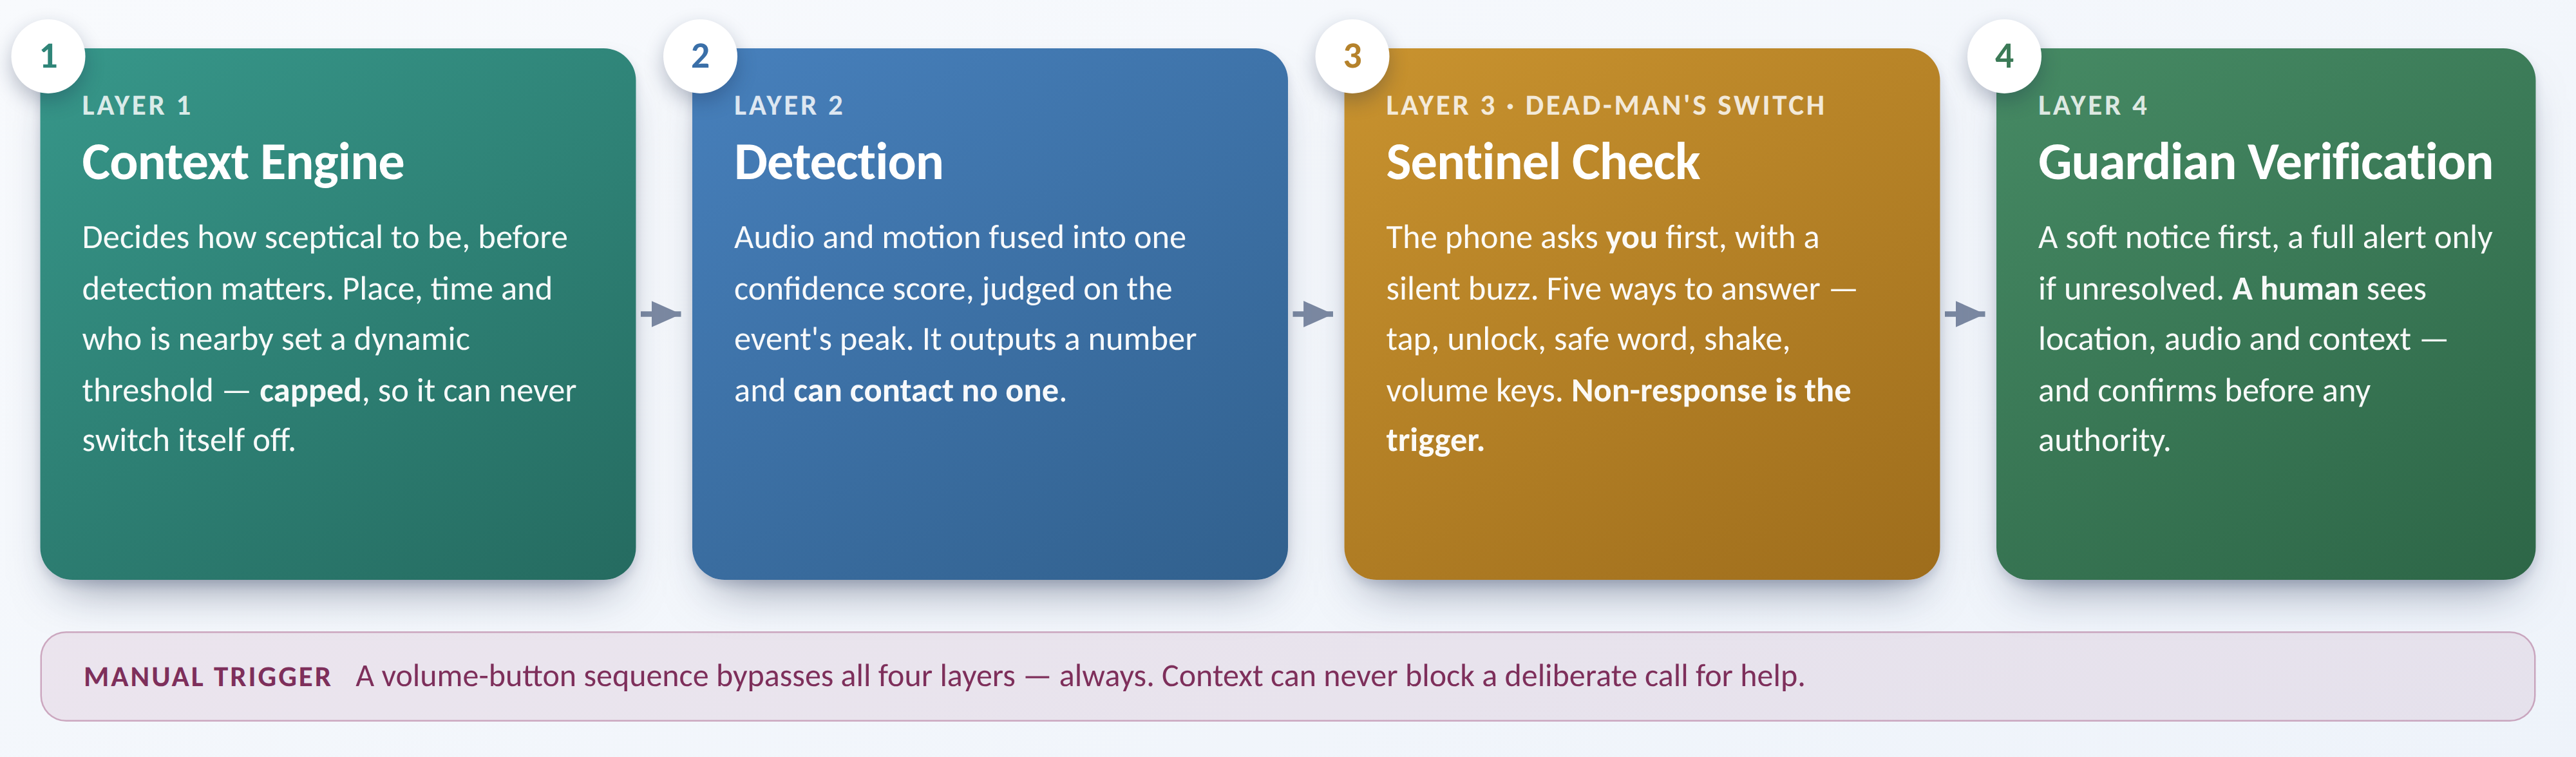 1
LAYER 1
Context Engine
Decides how sceptical to be, before
detection matters. Place, time and
who is nearby set a dynamic
threshold — capped, so it can never
switch itself off.
2
LAYER 2
Detection
Audio and motion fused into one
confidence score, judged on the
event's peak. It outputs a number
and can contact no one.
3
LAYER 3 · DEAD-MAN'S SWITCH
Sentinel Check
The phone asks you first, with a
silent buzz. Five ways to answer —
tap, unlock, safe word, shake,
volume keys. Non-response is the
trigger.
4
LAYER 4
Guardian Verification
A soft notice first, a full alert only
if unresolved. A human sees
location, audio and context —
and confirms before any
authority.
MANUAL TRIGGER A volume-button sequence bypasses all four layers — always. Context can never block a deliberate call for help.